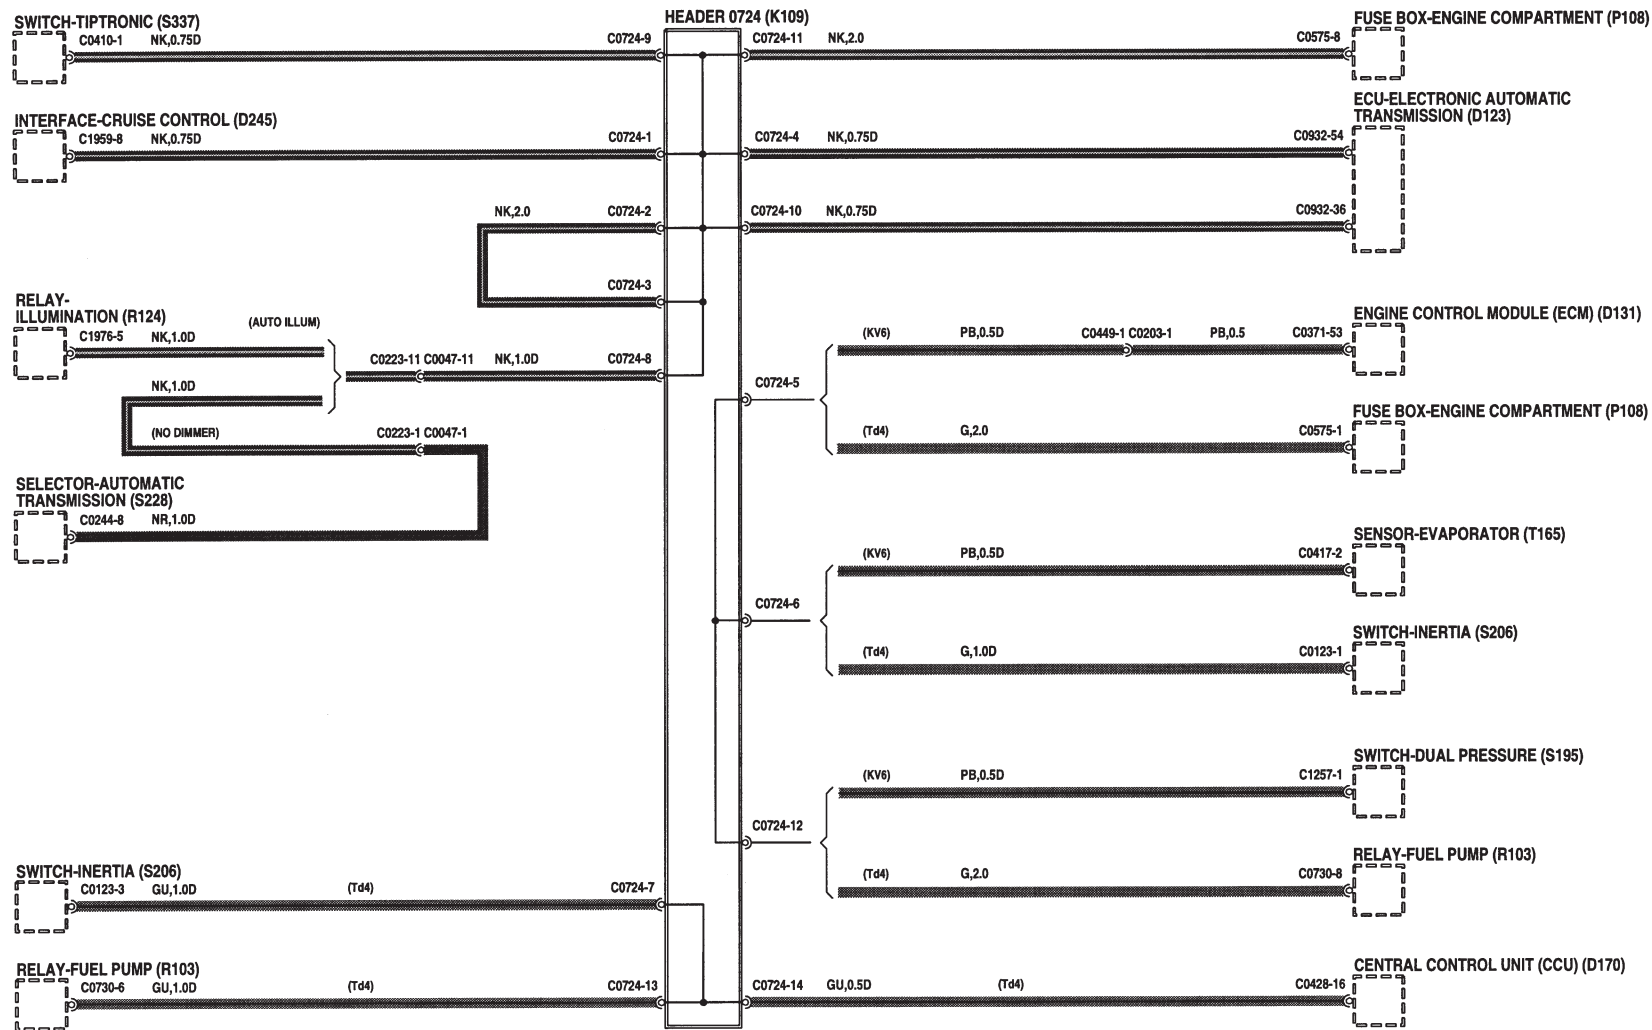 HEADER 0724 (K109)
SWITCH-TIPTRONIC (S337)
C0410-1 NK,0.75D C0724-9
C0724-11 NK,2.0 C0575-8
FUSE BOX-ENGINE COMPARTMENT (P108)
INTERFACE-CRUISE CONTROL (D245)
C1959-8 NK,0.75D C0724-1
C0724-4 NK,0.75D C0932-54
ECU-ELECTRONIC AUTOMATIC
TRANSMISSION (D123)
NK,2.0 C0724-2
C0724-10 NK,0.75D C0932-36
C0724-3
RELAY-
ILLUMINATION (R124)
C1976-5 NK,1.0D (AUTO ILLUM)
C0223-11 C0047-11 NK,1.0D C0724-8
NK,1.0D
(NO DIMMER) C0223-1 C0047-1
SELECTOR-AUTOMATIC
TRANSMISSION (S228)
C0244-8 NR,1.0D
ENGINE CONTROL MODULE (ECM) (D131)
(KV6) PB,0.5D C0449-1 C0203-1 PB,0.5 C0371-53
C0724-5
FUSE BOX-ENGINE COMPARTMENT (P108)
(Td4) G,2.0 C0575-1
SENSOR-EVAPORATOR (T165)
(KV6) PB,0.5D C0417-2
C0724-6
SWITCH-INERTIA (S206)
(Td4) G,1.0D C0123-1
SWITCH-DUAL PRESSURE (S195)
(KV6) PB,0.5D C1257-1
C0724-12
RELAY-FUEL PUMP (R103)
(Td4) G,2.0 C0730-8
SWITCH-INERTIA (S206)
C0123-3 GU,1.0D (Td4) C0724-7
RELAY-FUEL PUMP (R103)
C0730-6 GU,1.0D (Td4) C0724-13
C0724-14 GU,0.5D (Td4) C0428-16
CENTRAL CONTROL UNIT (CCU) (D170)